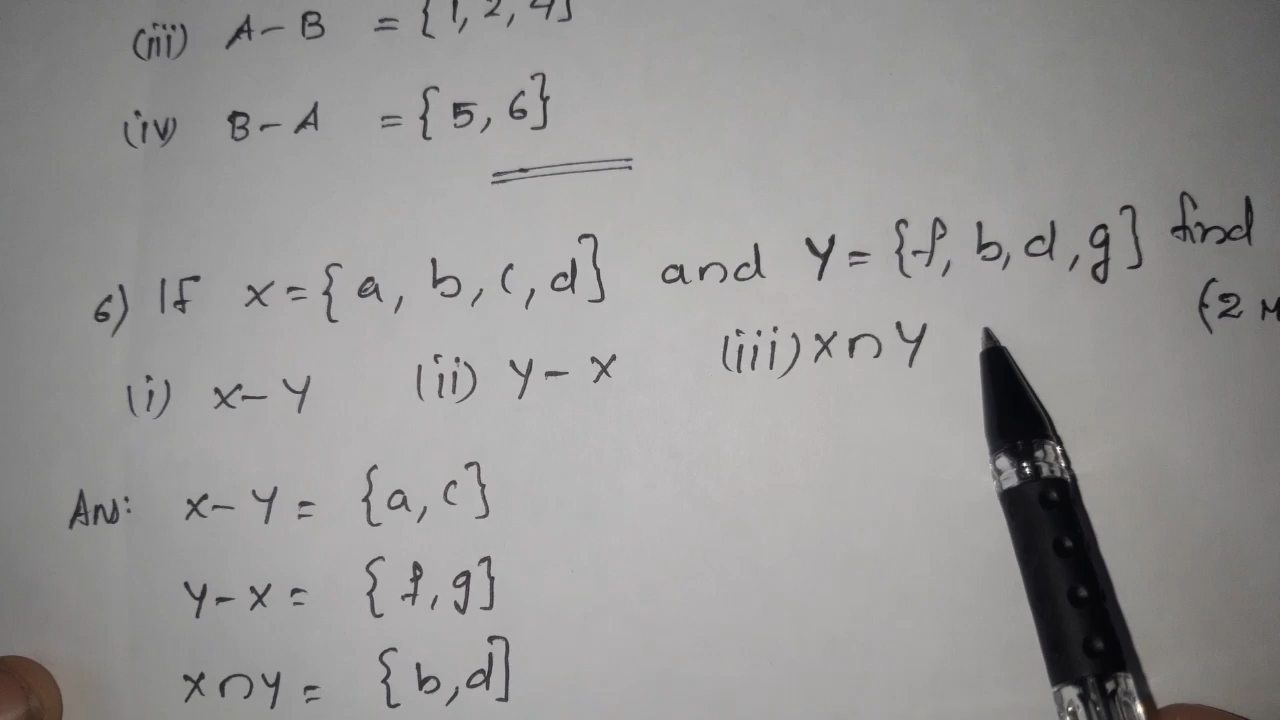 (iii) A-B = {1, 2, 4}
(iv) B-A = {5, 6}
6) If x={a, b, c, d} and Y={f, b, d, g} find
(2 M
(i) x-Y (ii) Y-x (iii) x∩Y
Ans: x-Y= {a, c}
Y-x= {f, g}
x∩Y= {b, d}